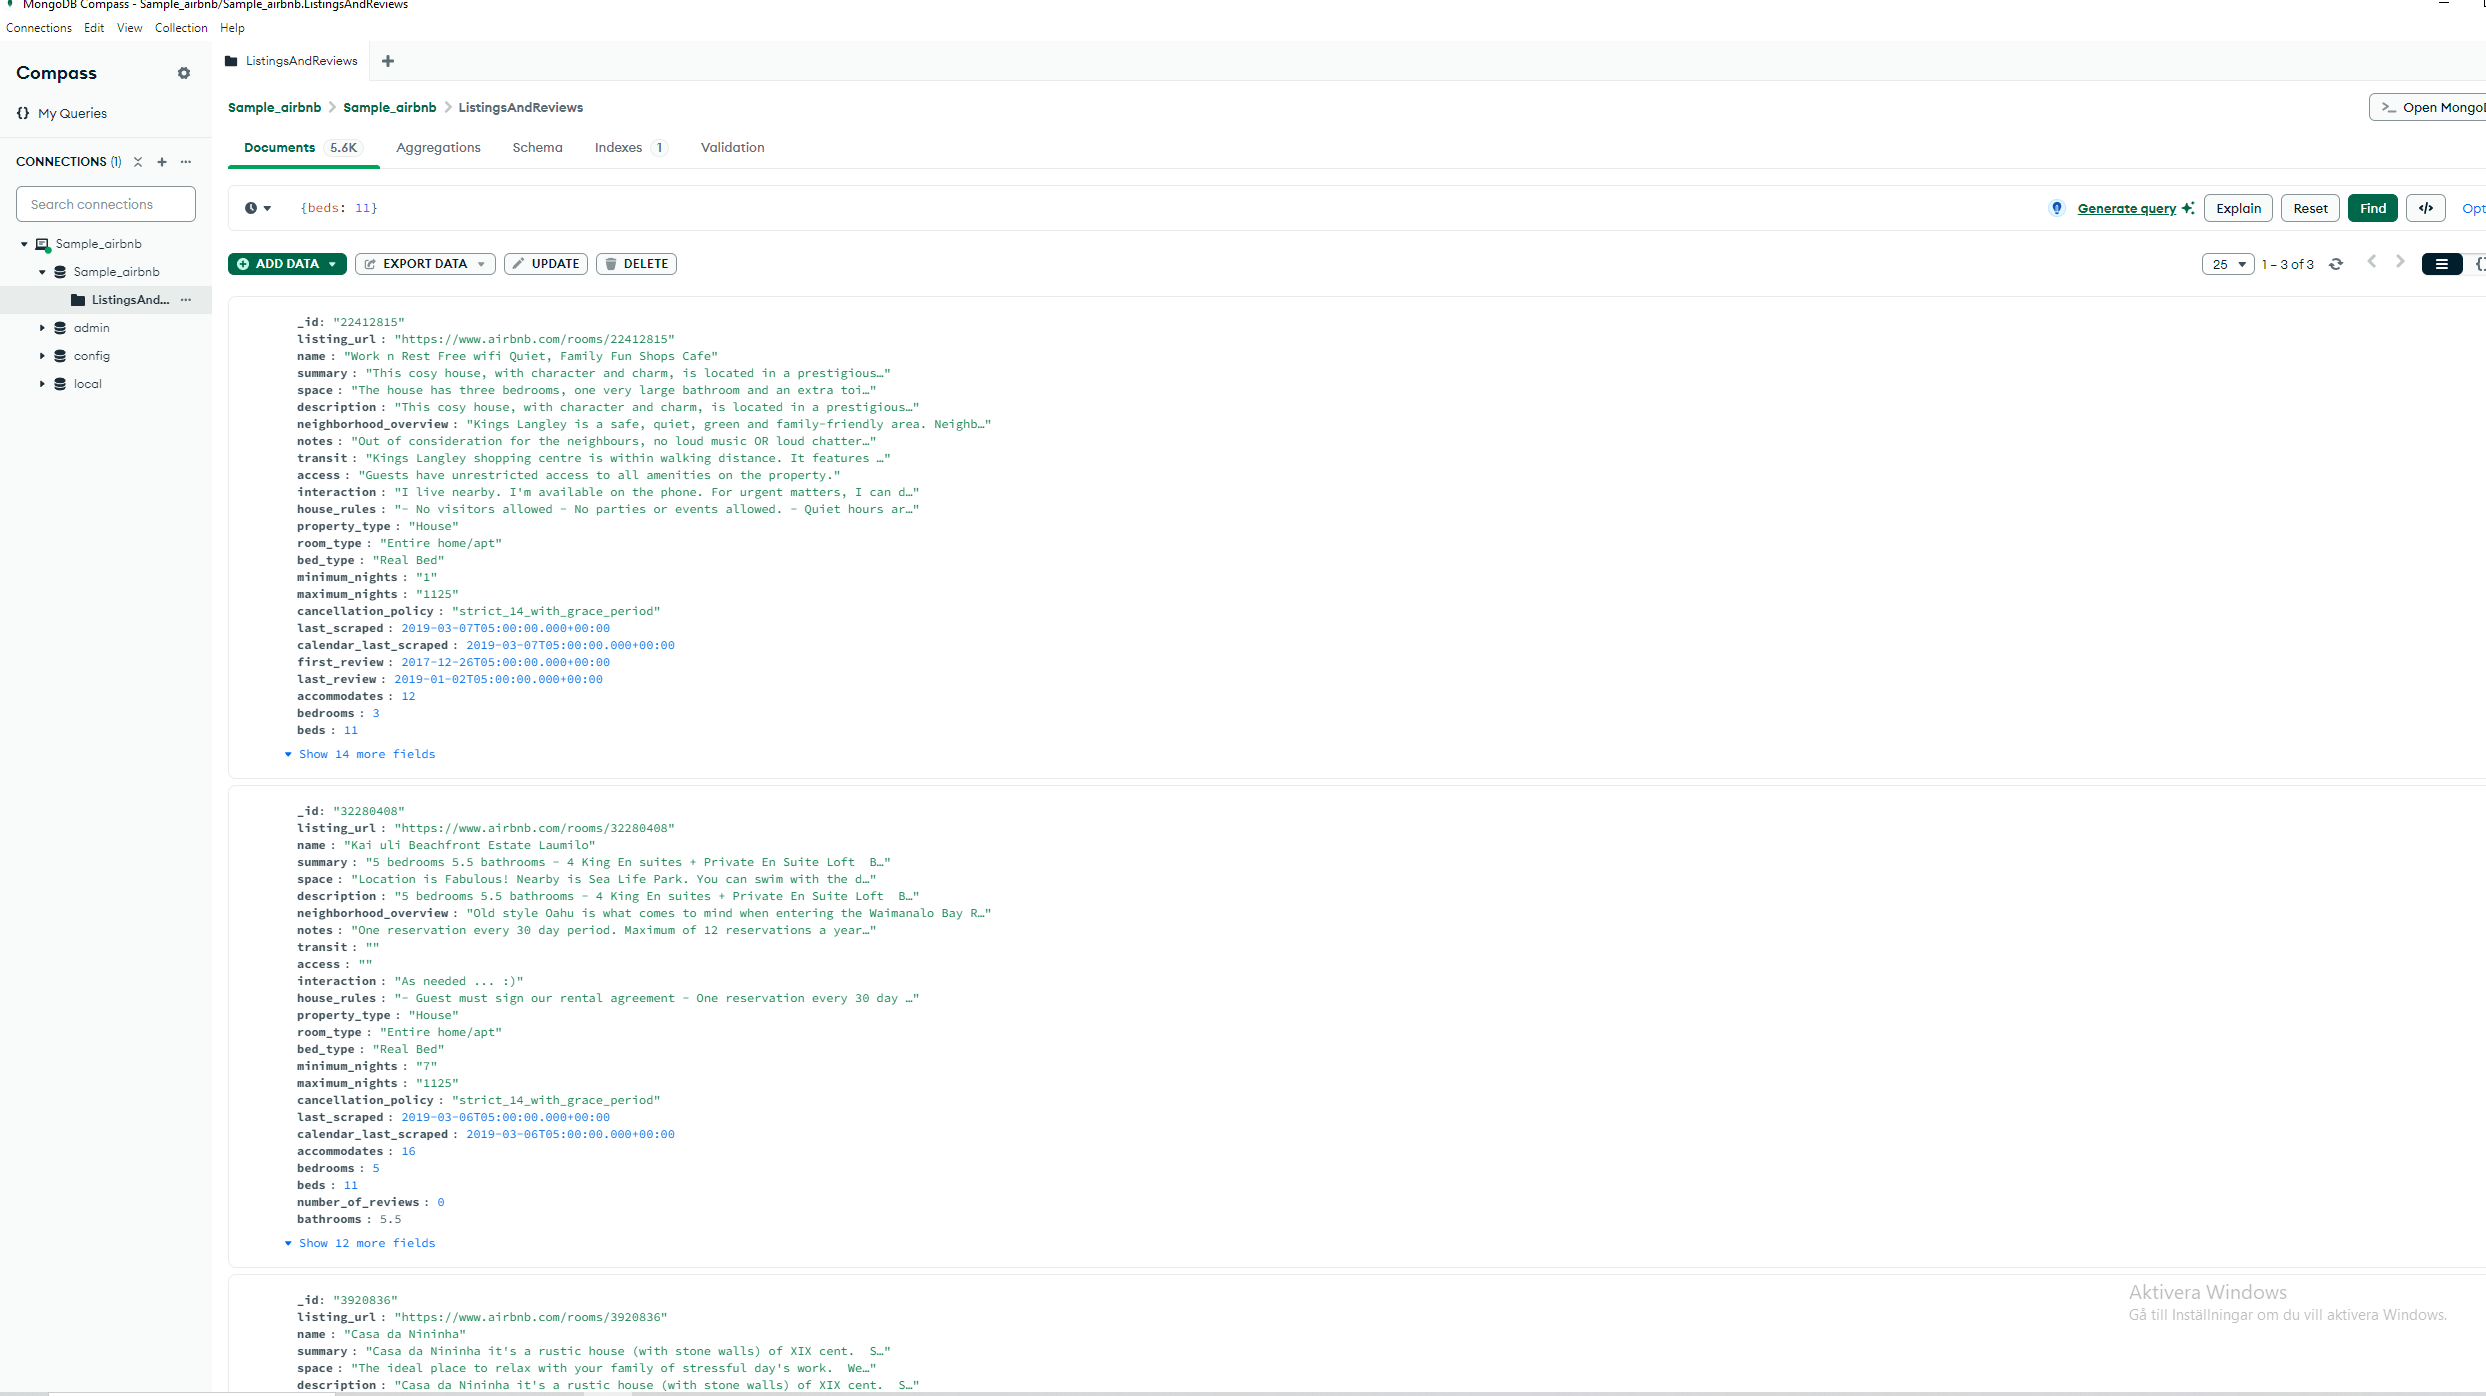 MongoDB Compass - Sample_airbnb/Sample_airbnb.ListingsAndReviews
Connections Edit View Collection Help
Compass
My Queries
CONNECTIONS (1)
Search connections
Sample_airbnb
Sample_airbnb
ListingsAnd...
admin
config
local
ListingsAndReviews
Sample_airbnb > Sample_airbnb > ListingsAndReviews
>_ Open Mongo
Documents 5.6K Aggregations Schema Indexes 1 Validation
{beds: 11}
Generate query Explain Reset Find </> Opt
ADD DATA EXPORT DATA UPDATE DELETE
25 1 – 3 of 3
_id: "22412815"
listing_url : "https://www.airbnb.com/rooms/22412815"
name : "Work n Rest Free wifi Quiet, Family Fun Shops Cafe"
summary : "This cosy house, with character and charm, is located in a prestigious…"
space : "The house has three bedrooms, one very large bathroom and an extra toi…"
description : "This cosy house, with character and charm, is located in a prestigious…"
neighborhood_overview : "Kings Langley is a safe, quiet, green and family-friendly area. Neighb…"
notes : "Out of consideration for the neighbours, no loud music OR loud chatter…"
transit : "Kings Langley shopping centre is within walking distance. It features …"
access : "Guests have unrestricted access to all amenities on the property."
interaction : "I live nearby. I'm available on the phone. For urgent matters, I can d…"
house_rules : "- No visitors allowed - No parties or events allowed. - Quiet hours ar…"
property_type : "House"
room_type : "Entire home/apt"
bed_type : "Real Bed"
minimum_nights : "1"
maximum_nights : "1125"
cancellation_policy : "strict_14_with_grace_period"
last_scraped : 2019-03-07T05:00:00.000+00:00
calendar_last_scraped : 2019-03-07T05:00:00.000+00:00
first_review : 2017-12-26T05:00:00.000+00:00
last_review : 2019-01-02T05:00:00.000+00:00
accommodates : 12
bedrooms : 3
beds : 11
Show 14 more fields
_id: "32280408"
listing_url : "https://www.airbnb.com/rooms/32280408"
name : "Kai uli Beachfront Estate Laumilo"
summary : "5 bedrooms 5.5 bathrooms - 4 King En suites + Private En Suite Loft  B…"
space : "Location is Fabulous! Nearby is Sea Life Park. You can swim with the d…"
description : "5 bedrooms 5.5 bathrooms - 4 King En suites + Private En Suite Loft  B…"
neighborhood_overview : "Old style Oahu is what comes to mind when entering the Waimanalo Bay R…"
notes : "One reservation every 30 day period. Maximum of 12 reservations a year…"
transit : ""
access : ""
interaction : "As needed ... :)"
house_rules : "- Guest must sign our rental agreement - One reservation every 30 day …"
property_type : "House"
room_type : "Entire home/apt"
bed_type : "Real Bed"
minimum_nights : "7"
maximum_nights : "1125"
cancellation_policy : "strict_14_with_grace_period"
last_scraped : 2019-03-06T05:00:00.000+00:00
calendar_last_scraped : 2019-03-06T05:00:00.000+00:00
accommodates : 16
bedrooms : 5
beds : 11
number_of_reviews : 0
bathrooms : 5.5
Show 12 more fields
_id: "3920836"
listing_url : "https://www.airbnb.com/rooms/3920836"
name : "Casa da Nininha"
summary : "Casa da Nininha it's a rustic house (with stone walls) of XIX cent.  S…"
space : "The ideal place to relax with your family of stressful day's work.  We…"
description : "Casa da Nininha it's a rustic house (with stone walls) of XIX cent.  S…"
Aktivera Windows
Gå till Inställningar om du vill aktivera Windows.